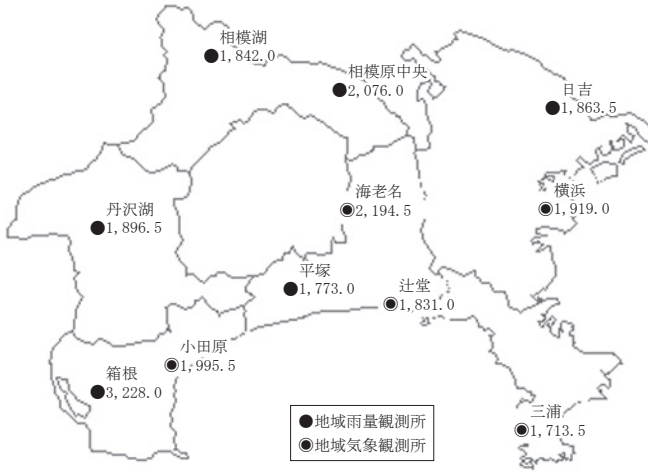 相模湖
1,842.0
相模原中央
2,076.0
日吉
1,863.5
海老名
2,194.5
横浜
1,919.0
丹沢湖
1,896.5
平塚
1,773.0
辻堂
1,831.0
小田原
1,995.5
箱根
3,228.0
三浦
1,713.5
●地域雨量観測所
◉地域気象観測所